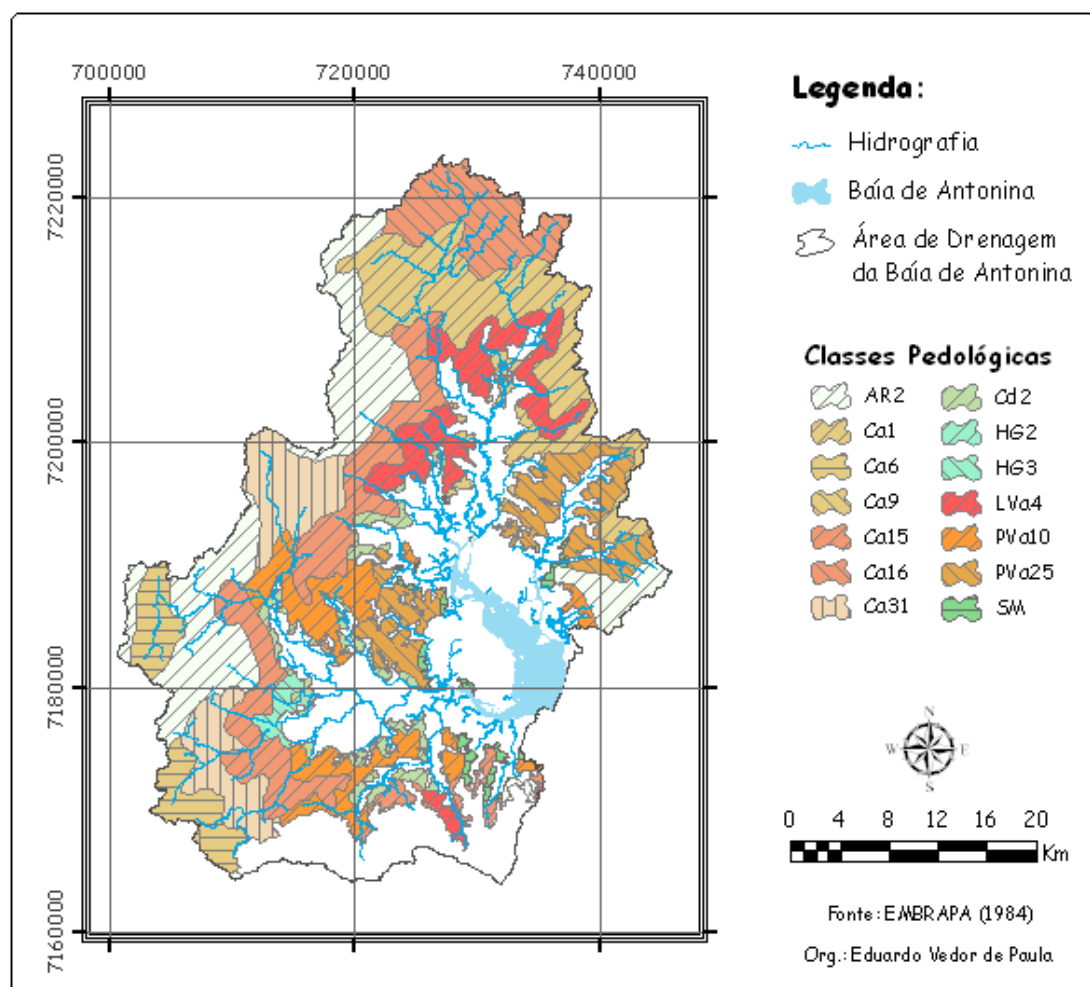 700000 720000 740000
7220000
7200000
7180000
7160000
Legenda:
Hidrografia
Baía de Antonina
Área de Drenagem
da Baía de Antonina
Classes Pedológicas
AR2
Ca1
Ca6
Ca9
Ca15
Ca16
Ca31
Cd2
HG2
HG3
LVa4
PVa10
PVa25
SM
N
W E
S
0 4 8 12 16 20
Km
Fonte: EMBRAPA (1984)
Org.: Eduardo Vedor de Paula